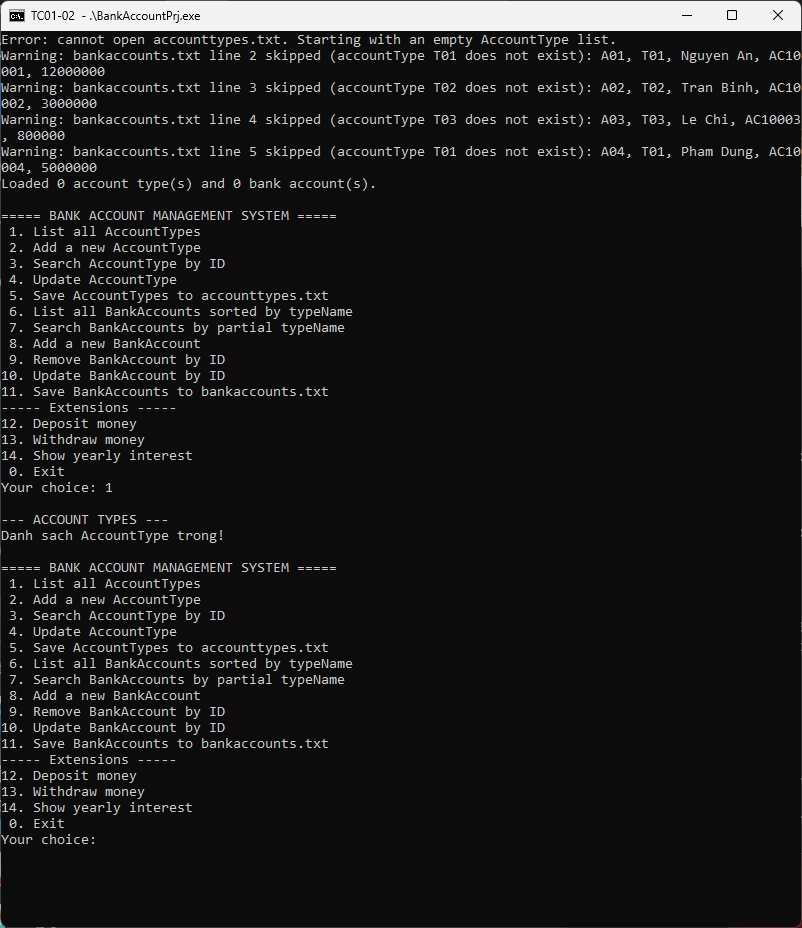 TC01-02 - .\BankAccountPrj.exe
Error: cannot open accounttypes.txt. Starting with an empty AccountType list.
Warning: bankaccounts.txt line 2 skipped (accountType T01 does not exist): A01, T01, Nguyen An, AC10
001, 12000000
Warning: bankaccounts.txt line 3 skipped (accountType T02 does not exist): A02, T02, Tran Binh, AC10
002, 3000000
Warning: bankaccounts.txt line 4 skipped (accountType T03 does not exist): A03, T03, Le Chi, AC10003
, 800000
Warning: bankaccounts.txt line 5 skipped (accountType T01 does not exist): A04, T01, Pham Dung, AC10
004, 5000000
Loaded 0 account type(s) and 0 bank account(s).

===== BANK ACCOUNT MANAGEMENT SYSTEM =====
 1. List all AccountTypes
 2. Add a new AccountType
 3. Search AccountType by ID
 4. Update AccountType
 5. Save AccountTypes to accounttypes.txt
 6. List all BankAccounts sorted by typeName
 7. Search BankAccounts by partial typeName
 8. Add a new BankAccount
 9. Remove BankAccount by ID
10. Update BankAccount by ID
11. Save BankAccounts to bankaccounts.txt
----- Extensions -----
12. Deposit money
13. Withdraw money
14. Show yearly interest
 0. Exit
Your choice: 1

--- ACCOUNT TYPES ---
Danh sach AccountType trong!

===== BANK ACCOUNT MANAGEMENT SYSTEM =====
 1. List all AccountTypes
 2. Add a new AccountType
 3. Search AccountType by ID
 4. Update AccountType
 5. Save AccountTypes to accounttypes.txt
 6. List all BankAccounts sorted by typeName
 7. Search BankAccounts by partial typeName
 8. Add a new BankAccount
 9. Remove BankAccount by ID
10. Update BankAccount by ID
11. Save BankAccounts to bankaccounts.txt
----- Extensions -----
12. Deposit money
13. Withdraw money
14. Show yearly interest
 0. Exit
Your choice: